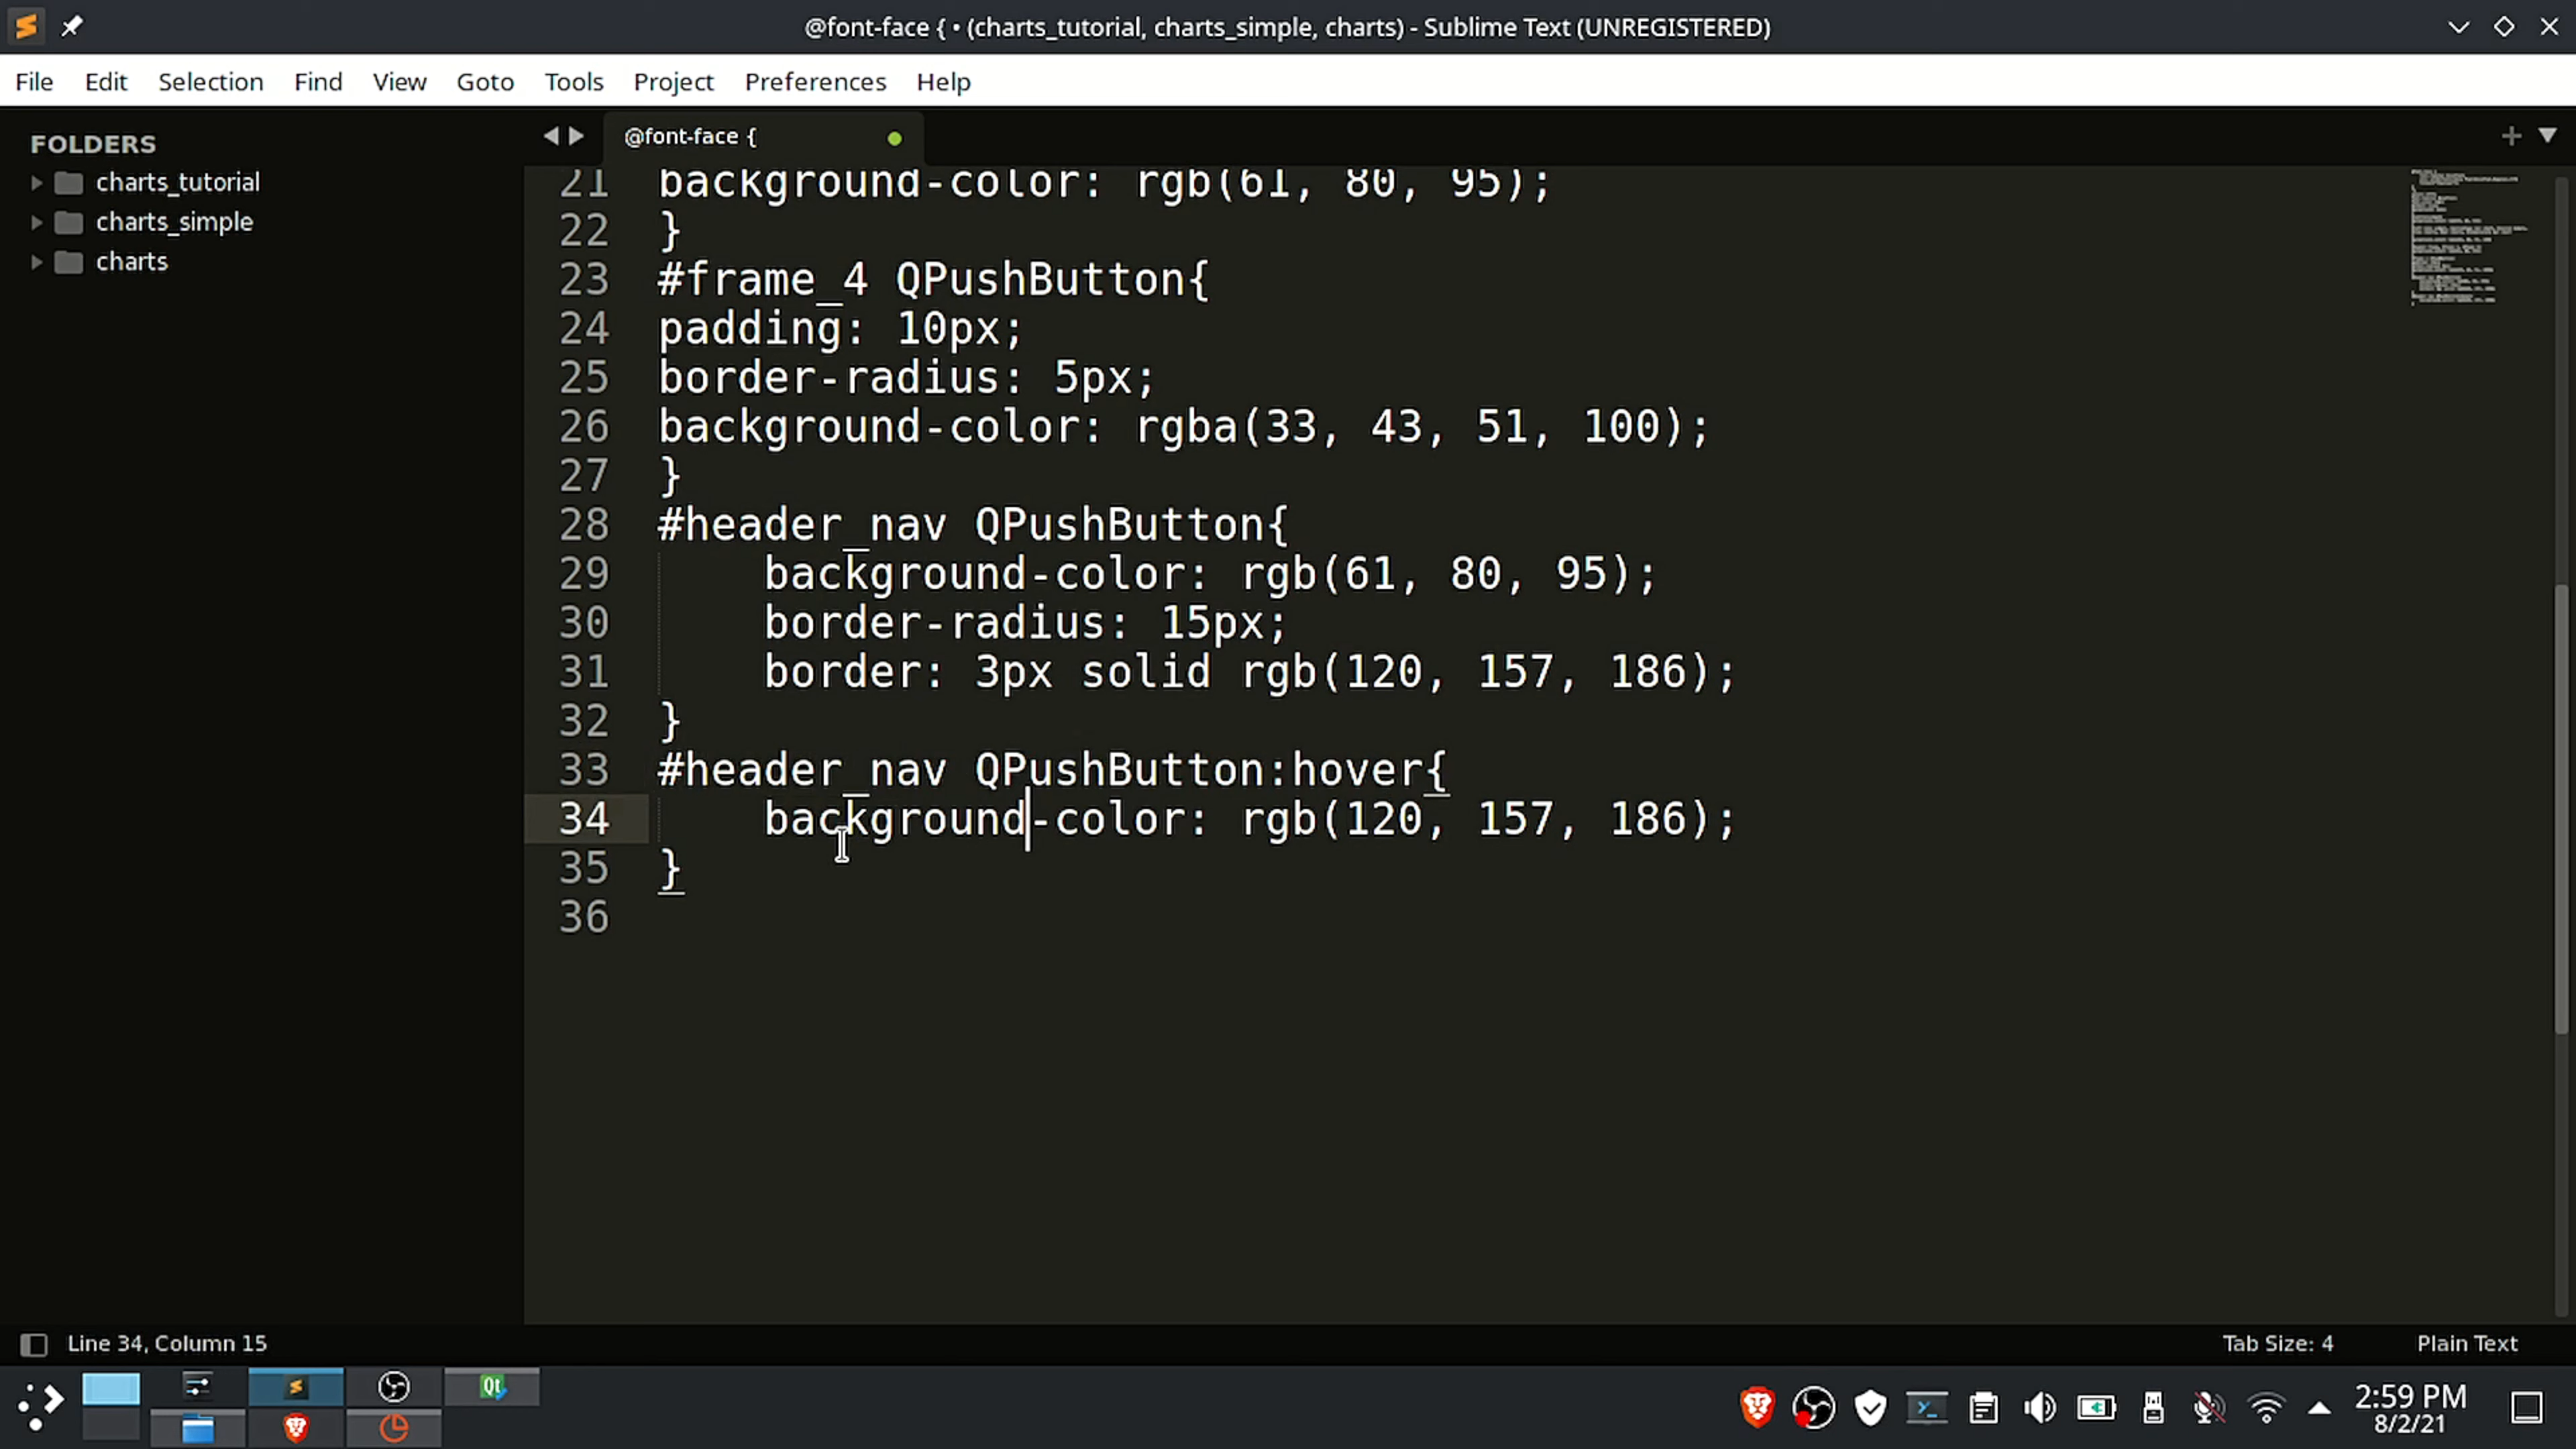 @font-face { • (charts_tutorial, charts_simple, charts) - Sublime Text (UNREGISTERED)
File Edit Selection Find View Goto Tools Project Preferences Help
FOLDERS
charts_tutorial
charts_simple
charts
@font-face {
21 background-color: rgb(61, 80, 95);
22 }
23 #frame_4 QPushButton{
24 padding: 10px;
25 border-radius: 5px;
26 background-color: rgba(33, 43, 51, 100);
27 }
28 #header_nav QPushButton{
29     background-color: rgb(61, 80, 95);
30     border-radius: 15px;
31     border: 3px solid rgb(120, 157, 186);
32 }
33 #header_nav QPushButton:hover{
34     background-color: rgb(120, 157, 186);
35 }
36
Line 34, Column 15 Tab Size: 4 Plain Text
Qt
2:59 PM
8/2/21